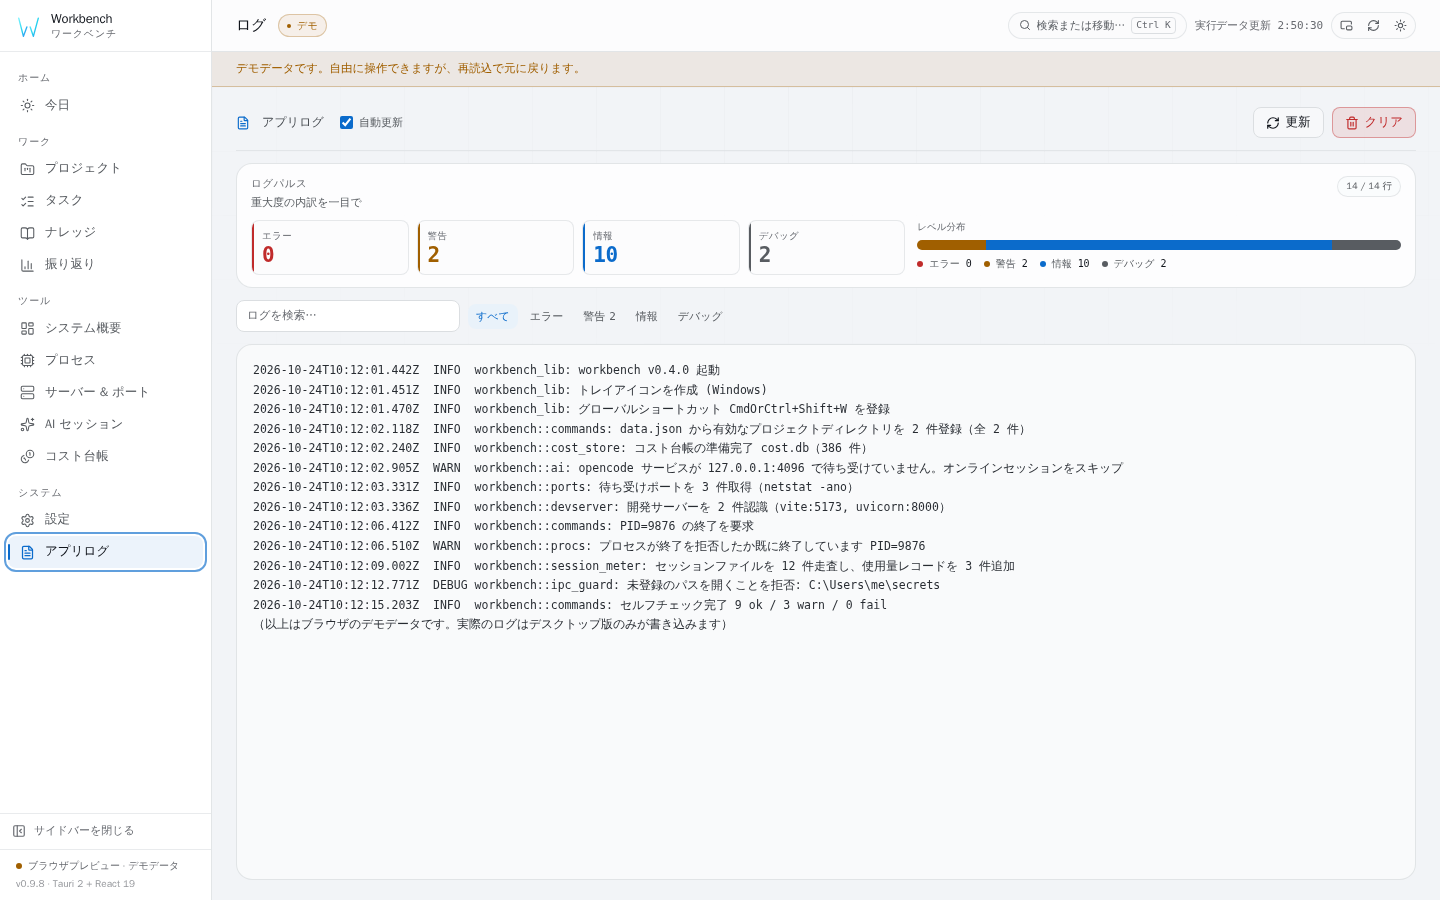 Workbench
ワークベンチ
ホーム
今日
ワーク
プロジェクト
タスク
ナレッジ
振り返り
ツール
システム概要
プロセス
サーバー & ポート
AI セッション
コスト台帳
システム
設定
アプリログ
サイドバーを閉じる
ブラウザプレビュー · デモデータ
v0.9.8 · Tauri 2 + React 19
ログ
デモ
検索または移動… Ctrl K
実行データ更新 2:50:30
デモデータです。自由に操作できますが、再読込で元に戻ります。
アプリログ
自動更新
更新
クリア
ログパルス
重大度の内訳を一目で
14 / 14 行
エラー
0
警告
2
情報
10
デバッグ
2
レベル分布
エラー 0 警告 2 情報 10 デバッグ 2
ログを検索…
すべて エラー 警告 2 情報 デバッグ
2026-10-24T10:12:01.442Z INFO workbench_lib: workbench v0.4.0 起動
2026-10-24T10:12:01.451Z INFO workbench_lib: トレイアイコンを作成 (Windows)
2026-10-24T10:12:01.470Z INFO workbench_lib: グローバルショートカット CmdOrCtrl+Shift+W を登録
2026-10-24T10:12:02.118Z INFO workbench::commands: data.json から有効なプロジェクトディレクトリを 2 件登録（全 2 件）
2026-10-24T10:12:02.240Z INFO workbench::cost_store: コスト台帳の準備完了 cost.db（386 件）
2026-10-24T10:12:02.905Z WARN workbench::ai: opencode サービスが 127.0.0.1:4096 で待ち受けていません。オンラインセッションをスキップ
2026-10-24T10:12:03.331Z INFO workbench::ports: 待ち受けポートを 3 件取得（netstat -ano）
2026-10-24T10:12:03.336Z INFO workbench::devserver: 開発サーバーを 2 件認識（vite:5173, uvicorn:8000）
2026-10-24T10:12:06.412Z INFO workbench::commands: PID=9876 の終了を要求
2026-10-24T10:12:06.510Z WARN workbench::procs: プロセスが終了を拒否したか既に終了しています PID=9876
2026-10-24T10:12:09.002Z INFO workbench::session_meter: セッションファイルを 12 件走査し、使用量レコードを 3 件追加
2026-10-24T10:12:12.771Z DEBUG workbench::ipc_guard: 未登録のパスを開くことを拒否: C:\Users\me\secrets
2026-10-24T10:12:15.203Z INFO workbench::commands: セルフチェック完了 9 ok / 3 warn / 0 fail
（以上はブラウザのデモデータです。実際のログはデスクトップ版のみが書き込みます）